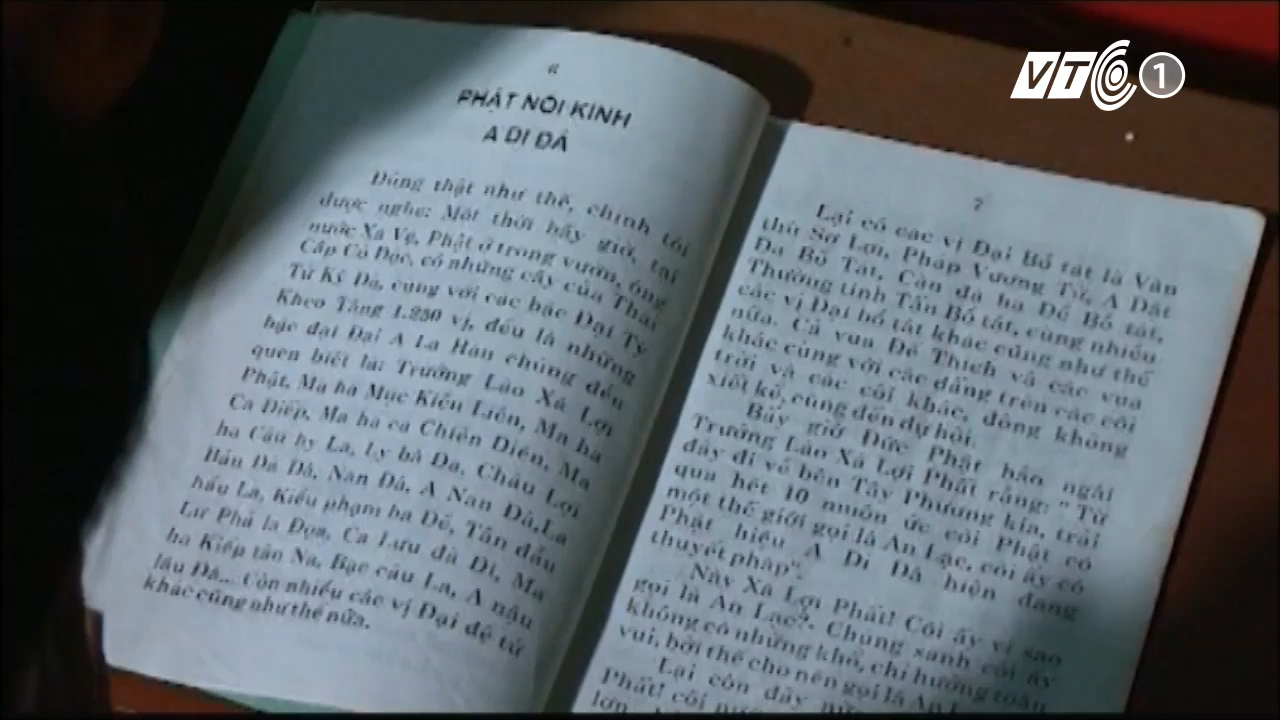 VTC 1
6
PHẬT NÓI KINH
A DI ĐÀ
Đúng thật như thế, chính tôi
được nghe: Một thời bấy giờ, tại
nước Xá Vệ, Phật ở trong vườn, ông
Cấp Cô Độc, có những cây của Thái
Tử Kỳ Đà, cùng với các bậc Đại Tỳ
Kheo Tăng 1.250 vị, đều là những
bậc đại Đại A La Hán chúng đều
quen biết là: Trưởng Lão Xá Lợi
Phật, Ma ha Mục Kiều Liên, Ma ha
Ca Diếp, Ma ha ca Chiên Diên, Ma
ha Câu hy La, Ly bà Đa, Châu Lợi
Bàn Đà Dà, Nan Đà, A Nan Đà, La
hầu La, Kiều phạm ba Đề, Tân đầu
Lư Phả la Đọa, Ca Lưu đà Di, Ma
ha Kiếp tân Na, Bạc câu La, A nậu
lâu Đà... Còn nhiều các vị Đại đệ tử
khác cũng như thế nữa.
7
Lại có các vị Đại Bồ tát là Văn
thù Sư Lợi, Pháp Vương Tử, A Dật
Đa Bồ Tát, Càn đà ha Đề Bồ tát,
Thường tinh Tấn Bồ tát, cùng nhiều
các vị Đại bồ tát khác cũng như thế
nữa. Cả vua Đế Thích và các vua
khác cùng với các đấng trên các cõi
trời và các cõi khác, đông không
xiết kể, cùng đến dự hội.
Bấy giờ Đức Phật bảo ngài
Trưởng Lão Xá Lợi Phất rằng: "Từ
đây đi về bên Tây Phương kia, trải
qua hết 10 muôn ức cõi Phật có
một thế giới gọi là An Lạc, cõi ấy có
Phật hiệu A Di Đà hiện đang
thuyết pháp".
Này Xá Lợi Phất! Cõi ấy vì sao
gọi là An Lạc?. Chúng sanh cõi ấy
không có những khổ, chỉ hưởng toàn
vui, bởi thế cho nên gọi là An
Lại còn đây nữa
Phất! cõi
lớn